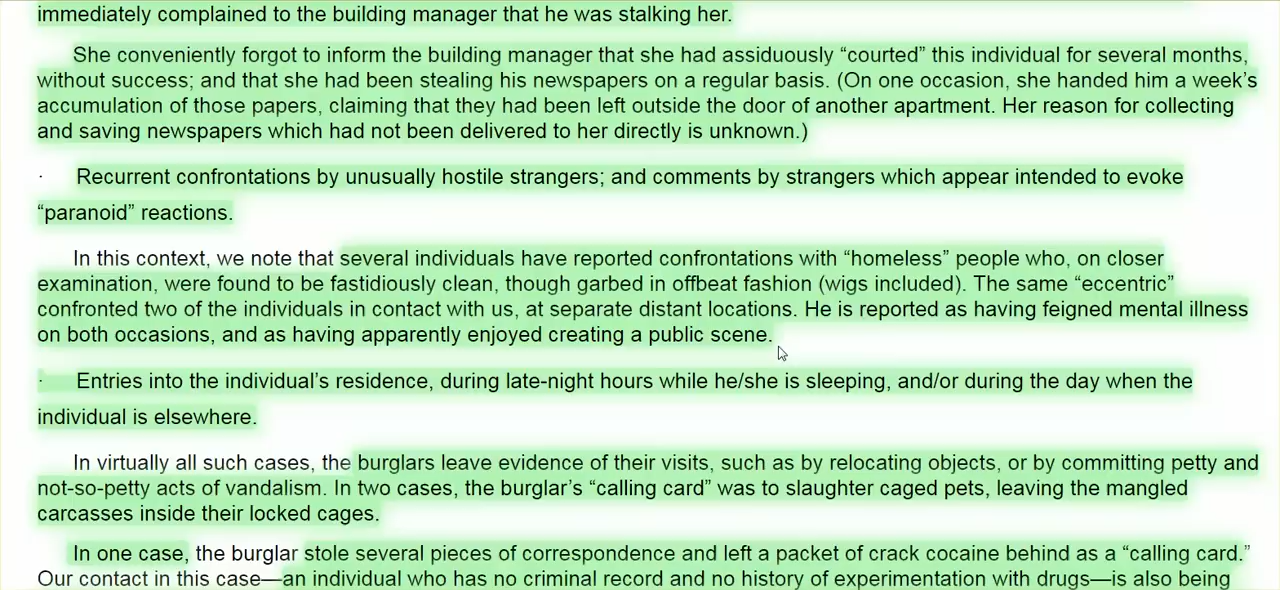 immediately complained to the building manager that he was stalking her.
She conveniently forgot to inform the building manager that she had assiduously “courted” this individual for several months,
without success; and that she had been stealing his newspapers on a regular basis. (On one occasion, she handed him a week’s
accumulation of those papers, claiming that they had been left outside the door of another apartment. Her reason for collecting
and saving newspapers which had not been delivered to her directly is unknown.)
· Recurrent confrontations by unusually hostile strangers; and comments by strangers which appear intended to evoke
“paranoid” reactions.
In this context, we note that several individuals have reported confrontations with “homeless” people who, on closer
examination, were found to be fastidiously clean, though garbed in offbeat fashion (wigs included). The same “eccentric”
confronted two of the individuals in contact with us, at separate distant locations. He is reported as having feigned mental illness
on both occasions, and as having apparently enjoyed creating a public scene.
· Entries into the individual’s residence, during late-night hours while he/she is sleeping, and/or during the day when the
individual is elsewhere.
In virtually all such cases, the burglars leave evidence of their visits, such as by relocating objects, or by committing petty and
not-so-petty acts of vandalism. In two cases, the burglar’s “calling card” was to slaughter caged pets, leaving the mangled
carcasses inside their locked cages.
In one case, the burglar stole several pieces of correspondence and left a packet of crack cocaine behind as a “calling card.”
Our contact in this case—an individual who has no criminal record and no history of experimentation with drugs—is also being